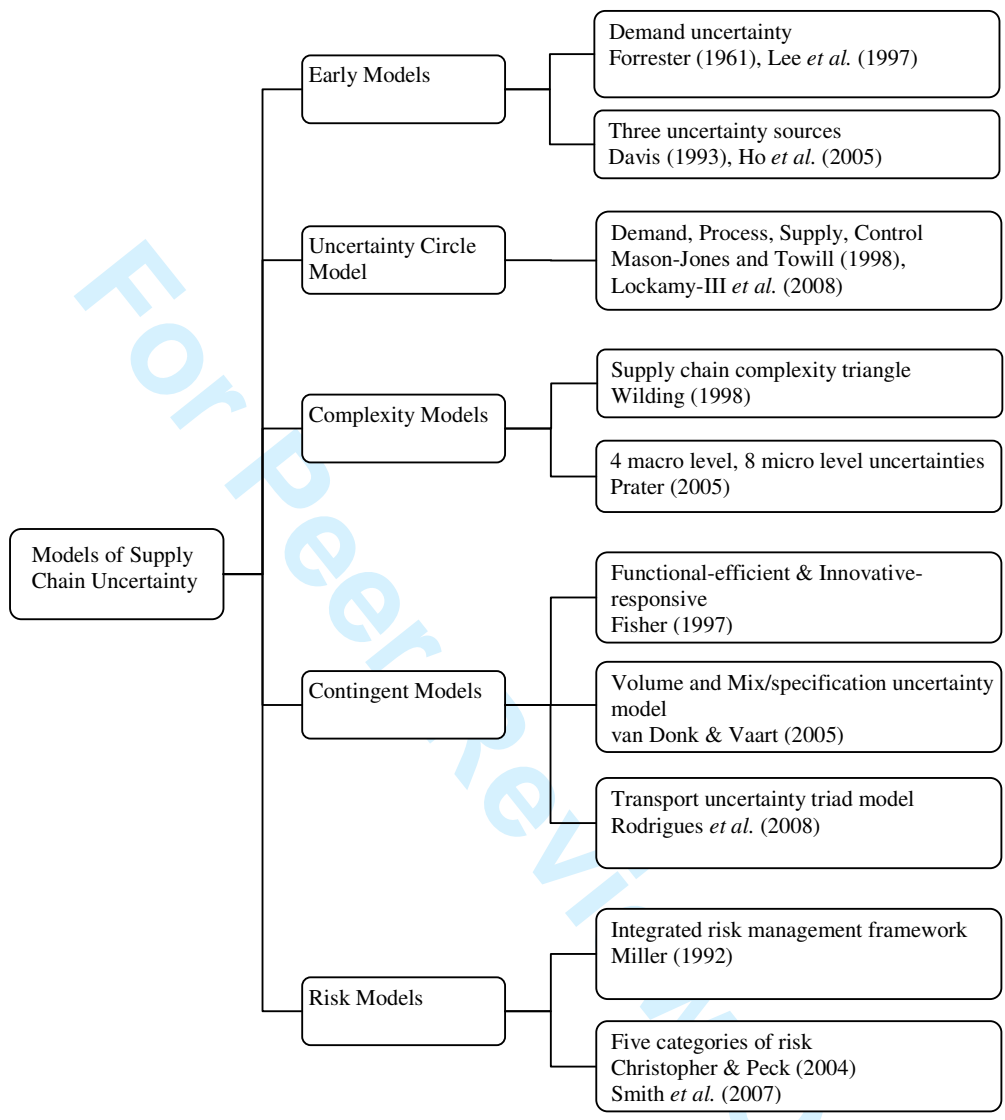 Models of Supply
Chain Uncertainty
Early Models
Demand uncertainty
Forrester (1961), Lee et al. (1997)
Three uncertainty sources
Davis (1993), Ho et al. (2005)
Uncertainty Circle
Model
Demand, Process, Supply, Control
Mason-Jones and Towill (1998),
Lockamy-III et al. (2008)
Complexity Models
Supply chain complexity triangle
Wilding (1998)
4 macro level, 8 micro level uncertainties
Prater (2005)
Contingent Models
Functional-efficient & Innovative-
responsive
Fisher (1997)
Volume and Mix/specification uncertainty
model
van Donk & Vaart (2005)
Transport uncertainty triad model
Rodrigues et al. (2008)
Risk Models
Integrated risk management framework
Miller (1992)
Five categories of risk
Christopher & Peck (2004)
Smith et al. (2007)
For Peer Review